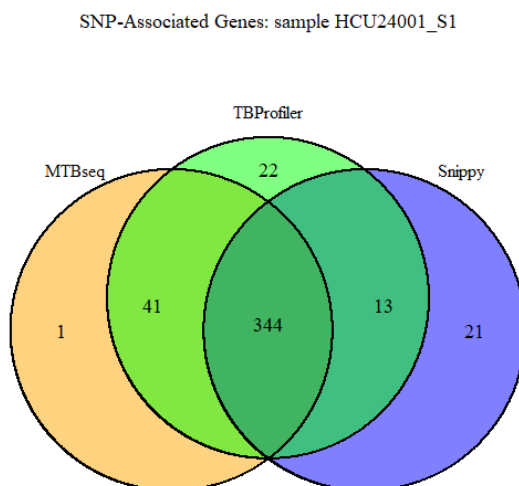 SNP-Associated Genes: sample HCU24001_S1
TBProfiler
MTBseq
Snippy
22
41
13
1
344
21